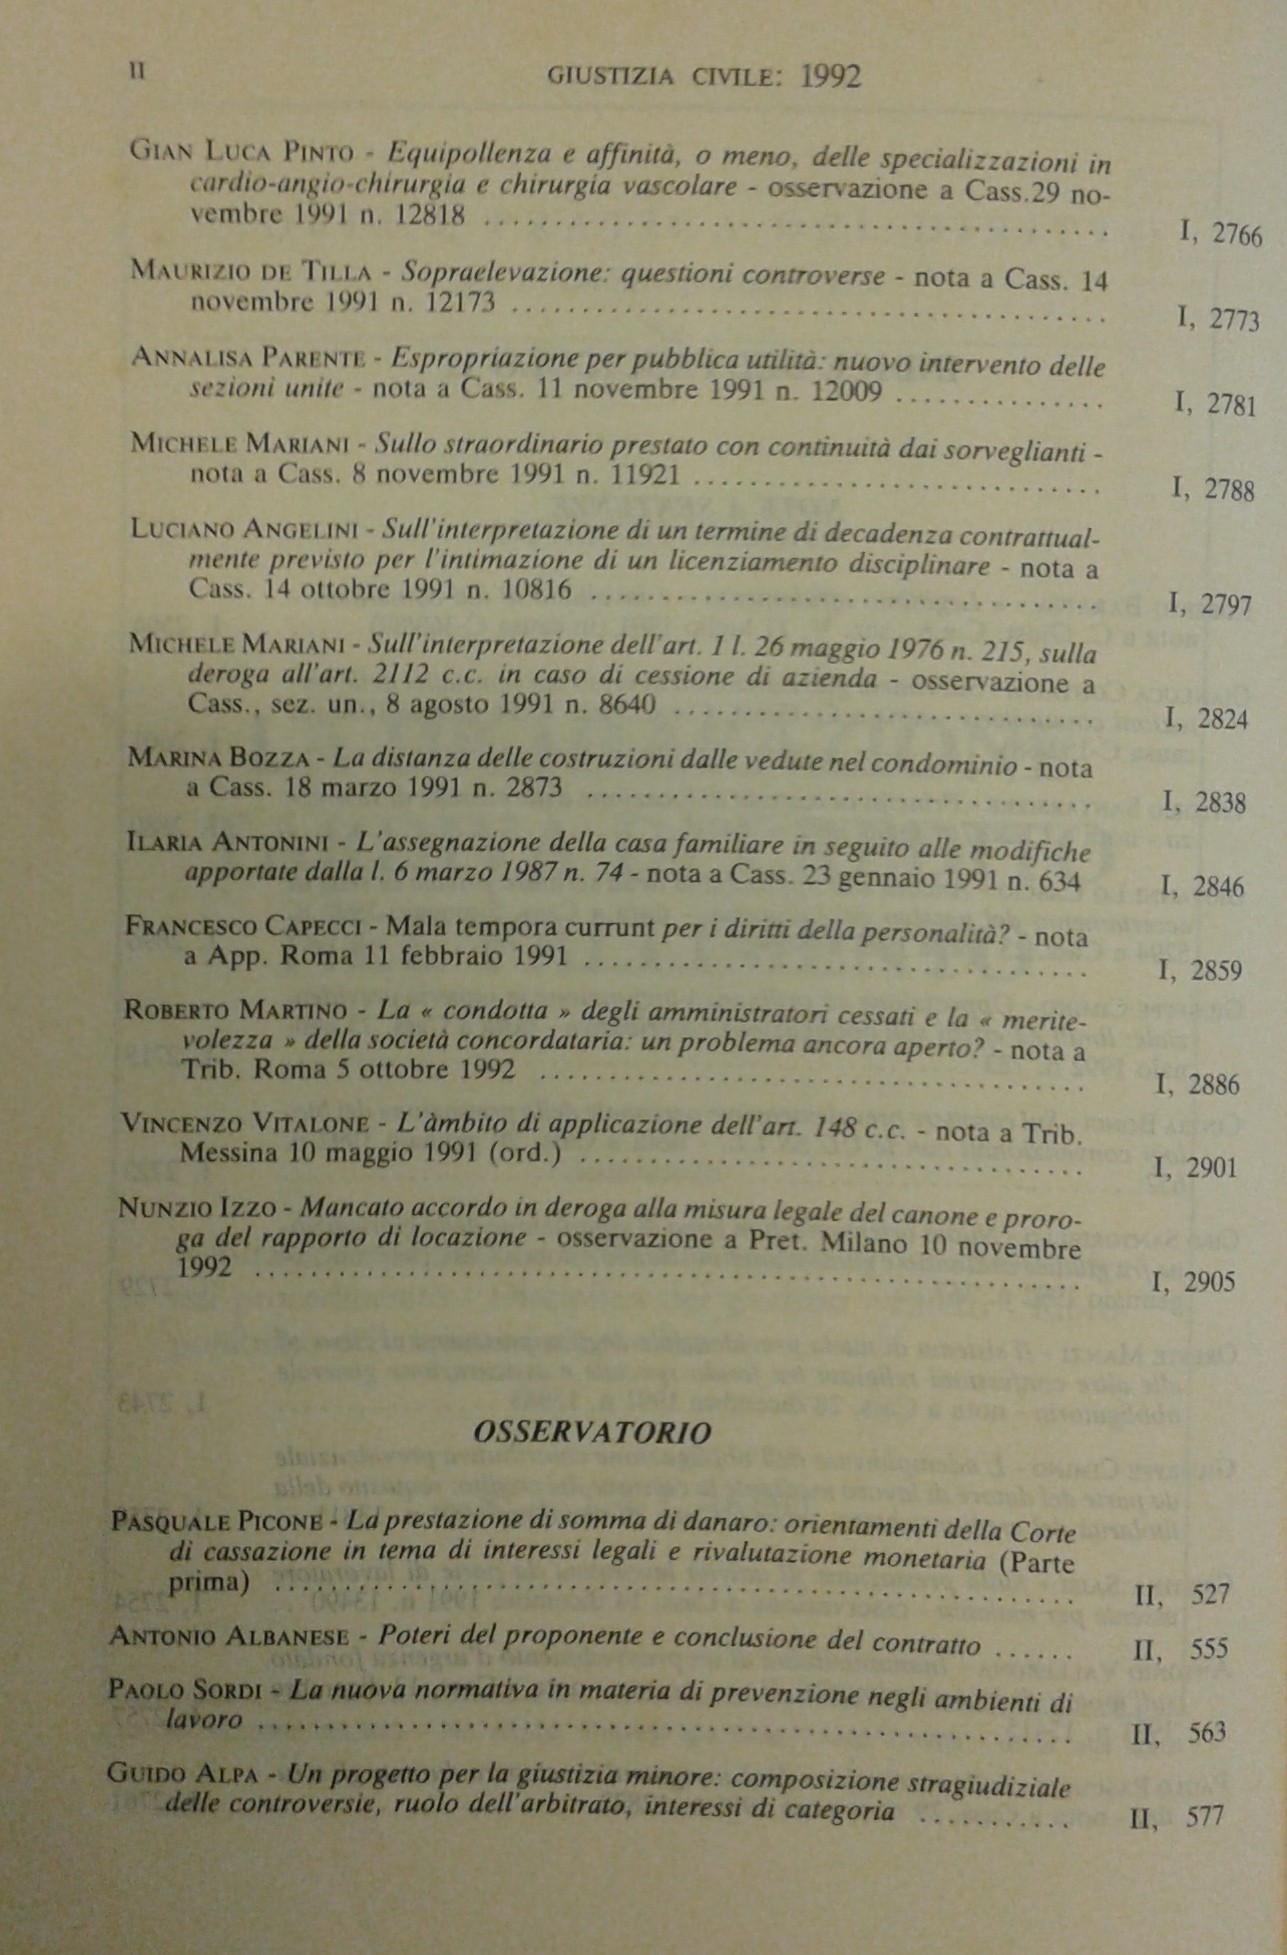 II
GIUSTIZIA CIVILE: 1992
GIAN LUCA PINTO - Equipollenza e affinità, o meno, delle specializzazioni in
cardio-angio-chirurgia e chirurgia vascolare - osservazione a Cass.29 no-
vembre 1991 n. 12818 ........................................ I, 2766
MAURIZIO DE TILLA - Sopraelevazione: questioni controverse - nota a Cass. 14
novembre 1991 n. 12173 ........................................ I, 2773
ANNALISA PARENTE - Espropriazione per pubblica utilità: nuovo intervento delle
sezioni unite - nota a Cass. 11 novembre 1991 n. 12009 ............... I, 2781
MICHELE MARIANI - Sullo straordinario prestato con continuità dai sorveglianti -
nota a Cass. 8 novembre 1991 n. 11921 ............................. I, 2788
LUCIANO ANGELINI - Sull'interpretazione di un termine di decadenza contrattual-
mente previsto per l'intimazione di un licenziamento disciplinare - nota a
Cass. 14 ottobre 1991 n. 10816 .................................... I, 2797
MICHELE MARIANI - Sull'interpretazione dell'art. 1 l. 26 maggio 1976 n. 215, sulla
deroga all'art. 2112 c.c. in caso di cessione di azienda - osservazione a
Cass., sez. un., 8 agosto 1991 n. 8640 .............................. I, 2824
MARINA BOZZA - La distanza delle costruzioni dalle vedute nel condominio - nota
a Cass. 18 marzo 1991 n. 2873 .................................... I, 2838
ILARIA ANTONINI - L'assegnazione della casa familiare in seguito alle modifiche
apportate dalla l. 6 marzo 1987 n. 74 - nota a Cass. 23 gennaio 1991 n. 634 I, 2846
FRANCESCO CAPECCI - Mala tempora currunt per i diritti della personalità? - nota
a App. Roma 11 febbraio 1991 .................................... I, 2859
ROBERTO MARTINO - La « condotta » degli amministratori cessati e la « merite-
volezza » della società concordataria: un problema ancora aperto? - nota a
Trib. Roma 5 ottobre 1992 ....................................... I, 2886
VINCENZO VITALONE - L'àmbito di applicazione dell'art. 148 c.c. - nota a Trib.
Messina 10 maggio 1991 (ord.) .................................... I, 2901
NUNZIO IZZO - Mancato accordo in deroga alla misura legale del canone e proro-
ga del rapporto di locazione - osservazione a Pret. Milano 10 novembre
1992 ........................................................... I, 2905
OSSERVATORIO
PASQUALE PICONE - La prestazione di somma di danaro: orientamenti della Corte
di cassazione in tema di interessi legali e rivalutazione monetaria (Parte
prima) ......................................................... II, 527
ANTONIO ALBANESE - Poteri del proponente e conclusione del contratto ...... II, 555
PAOLO SORDI - La nuova normativa in materia di prevenzione negli ambienti di
lavoro .......................................................... II, 563
GUIDO ALPA - Un progetto per la giustizia minore: composizione stragiudiziale
delle controversie, ruolo dell'arbitrato, interessi di categoria ........... II, 577